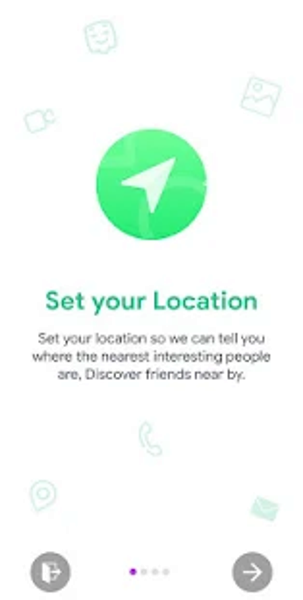 Set your Location
Set your location so we can tell you
where the nearest interesting people
are, Discover friends near by.